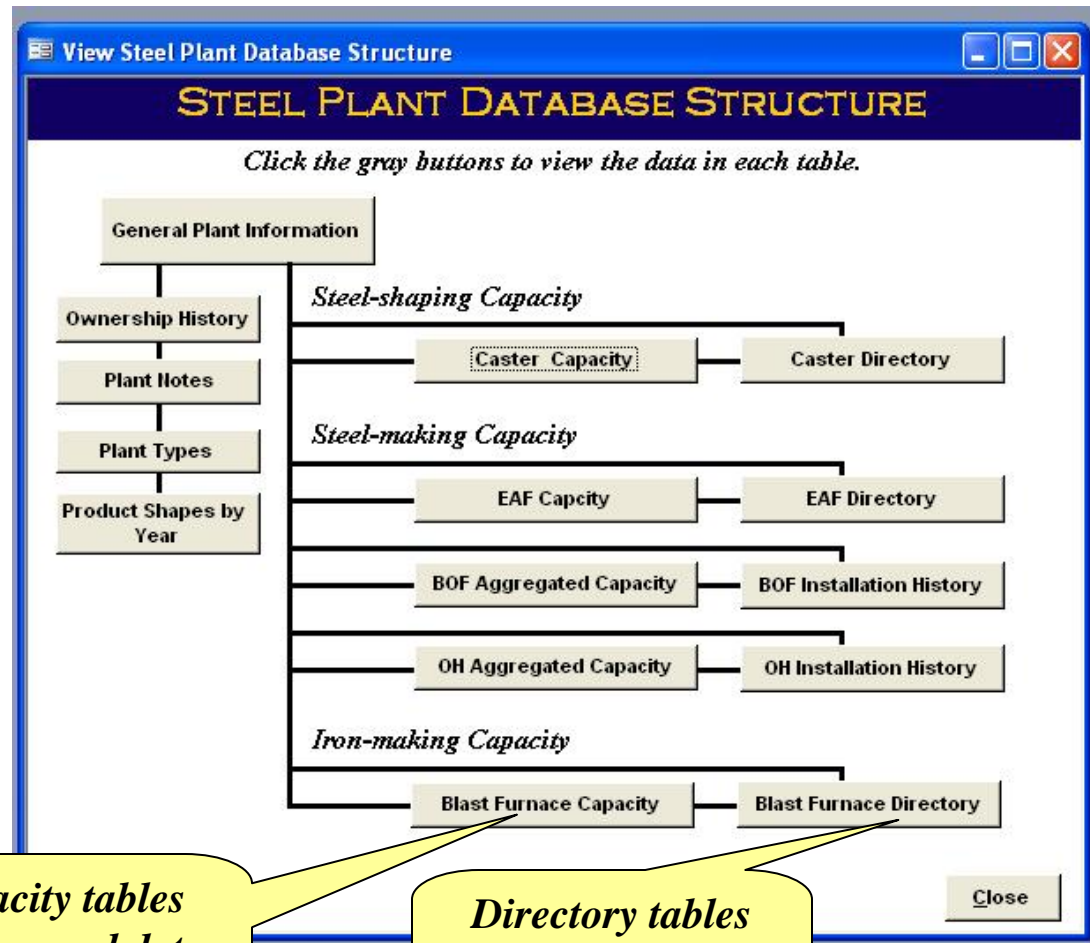 View Steel Plant Database Structure
STEEL PLANT DATABASE STRUCTURE
Click the gray buttons to view the data in each table.
General Plant Information
Ownership History
Plant Notes
Plant Types
Product Shapes by
Year
Steel-shaping Capacity
Caster Capacity
Caster Directory
Steel-making Capacity
EAF Capcity
EAF Directory
BOF Aggregated Capacity
BOF Installation History
OH Aggregated Capacity
OH Installation History
Iron-making Capacity
Blast Furnace Capacity
Blast Furnace Directory
tables
Directory tables
Close